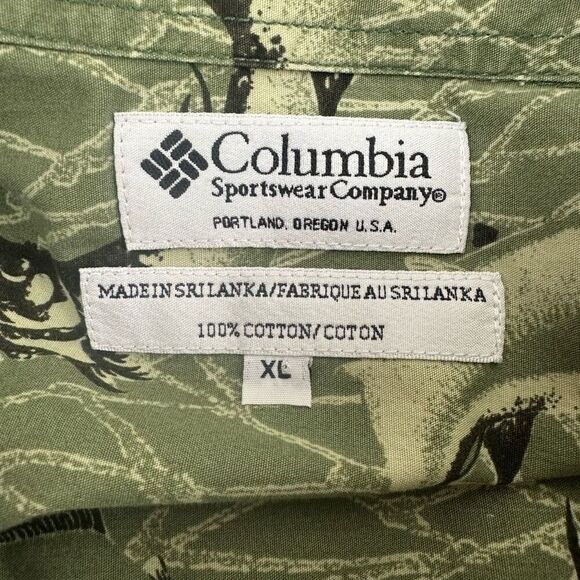 Columbia
Sportswear Company®
PORTLAND, OREGON U.S.A.
MADE IN SRI LANKA/FABRIQUE AU SRI LANKA
100% COTTON/COTON
XL